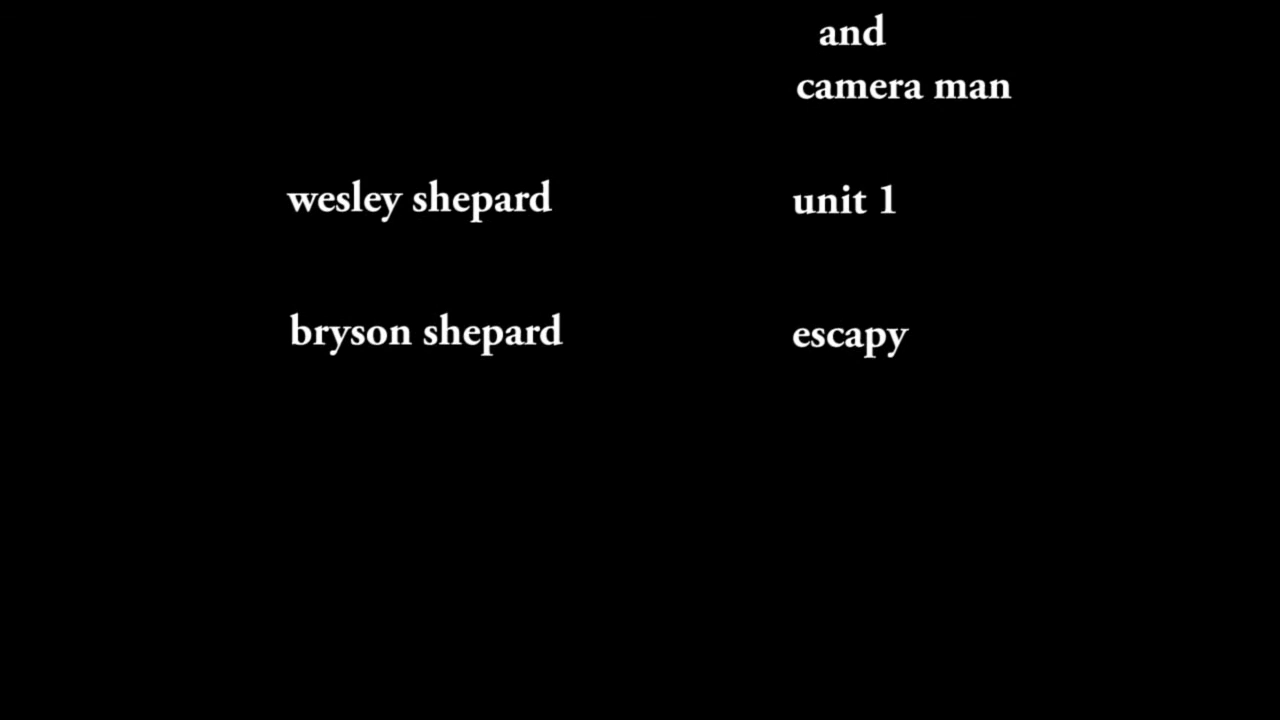 and
camera man
wesley shepard unit 1
bryson shepard escapy